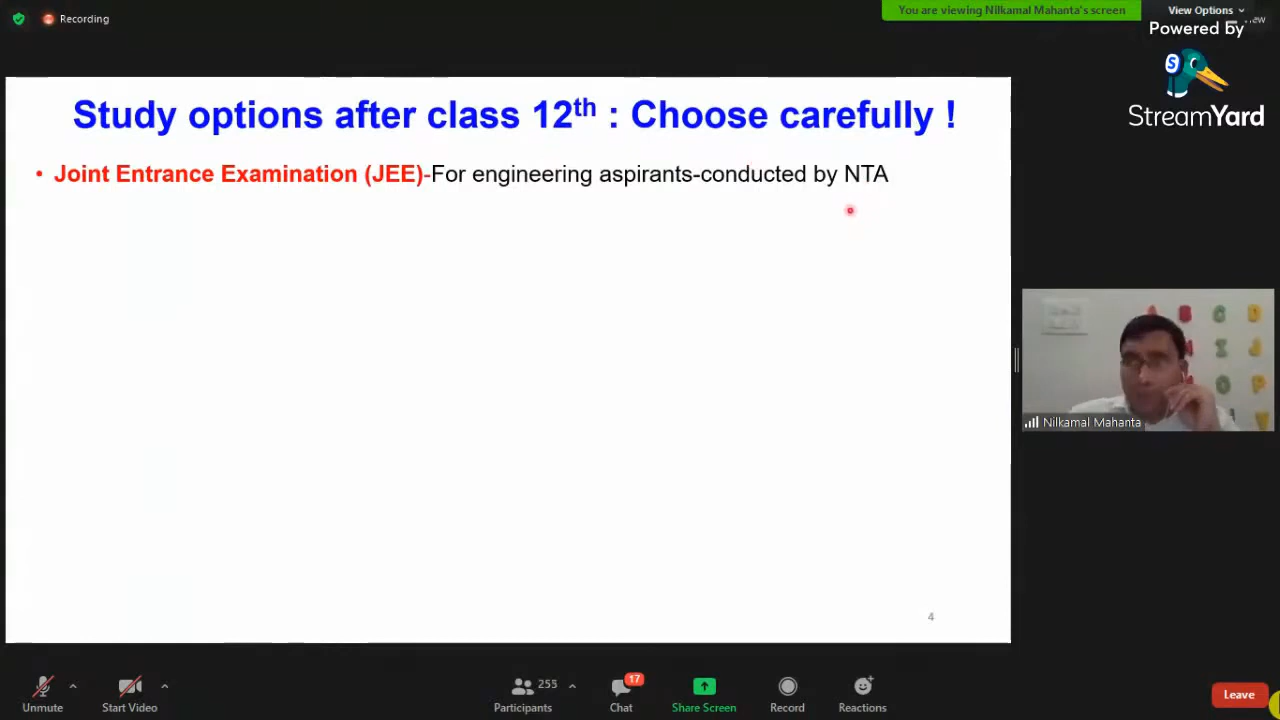 Recording
You are viewing Nilkamal Mahanta's screen
View Options
Powered by
StreamYard
Study options after class 12th : Choose carefully !
• Joint Entrance Examination (JEE)-For engineering aspirants-conducted by NTA
A B C D
J
O P
Nilkamal Mahanta
4
Unmute
Start Video
255
Participants
17
Chat
Share Screen
Record
Reactions
Leave